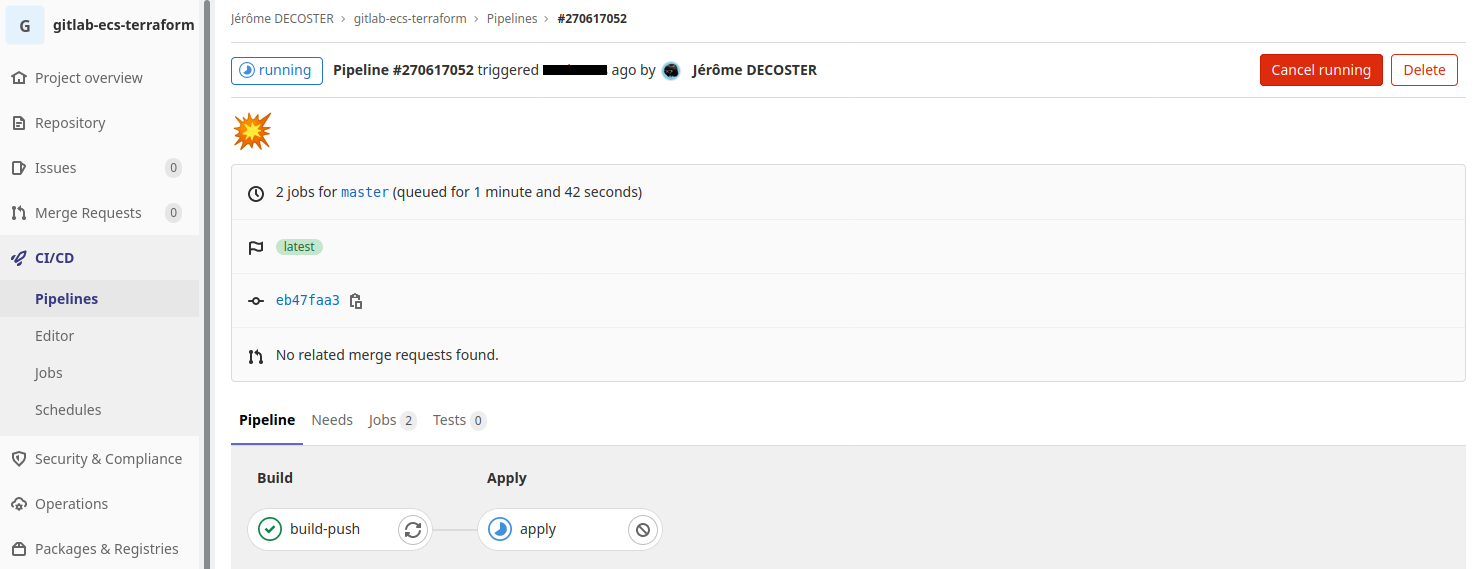 G gitlab-ecs-terraform
Project overview
Repository
Issues 0
Merge Requests 0
CI/CD
Pipelines
Editor
Jobs
Schedules
Security & Compliance
Operations
Packages & Registries
Jérôme DECOSTER › gitlab-ecs-terraform › Pipelines › #270617052
running Pipeline #270617052 triggered ago by Jérôme DECOSTER Cancel running Delete
2 jobs for master (queued for 1 minute and 42 seconds)
latest
eb47faa3
No related merge requests found.
Pipeline Needs Jobs 2 Tests 0
Build Apply
build-push apply